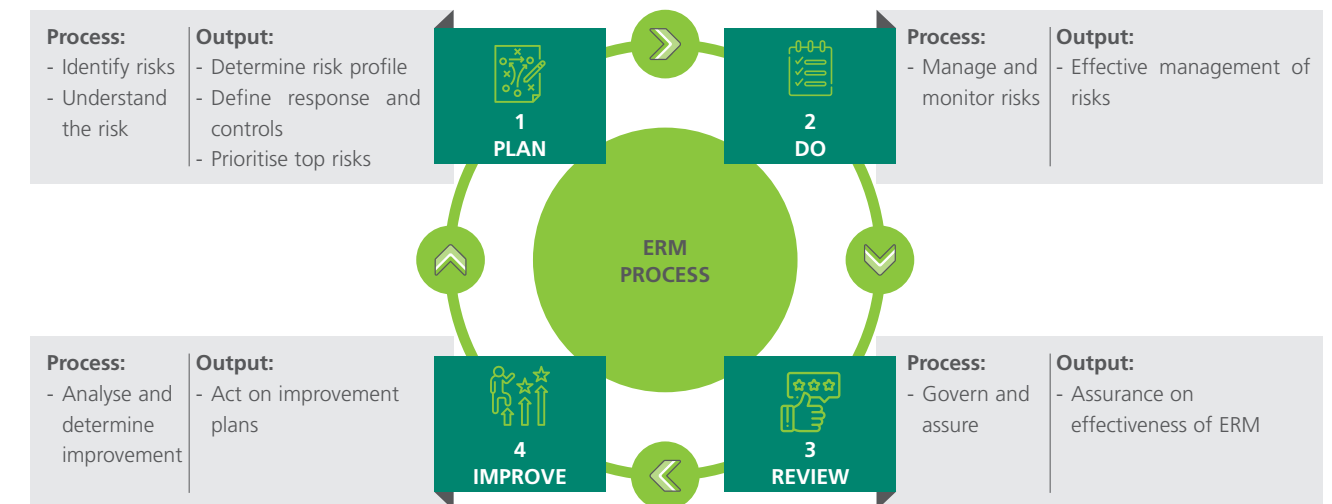 Process:
- Identify risks
- Understand
the risk
Output:
- Determine risk profile
- Define response and
controls
- Prioritise top risks
1
PLAN
2
DO
Process:
- Manage and
monitor risks
Output:
- Effective management of
risks
ERM
PROCESS
Process:
- Analyse and
determine
improvement
Output:
- Act on improvement
plans
4
IMPROVE
3
REVIEW
Process:
- Govern and
assure
Output:
- Assurance on
effectiveness of ERM